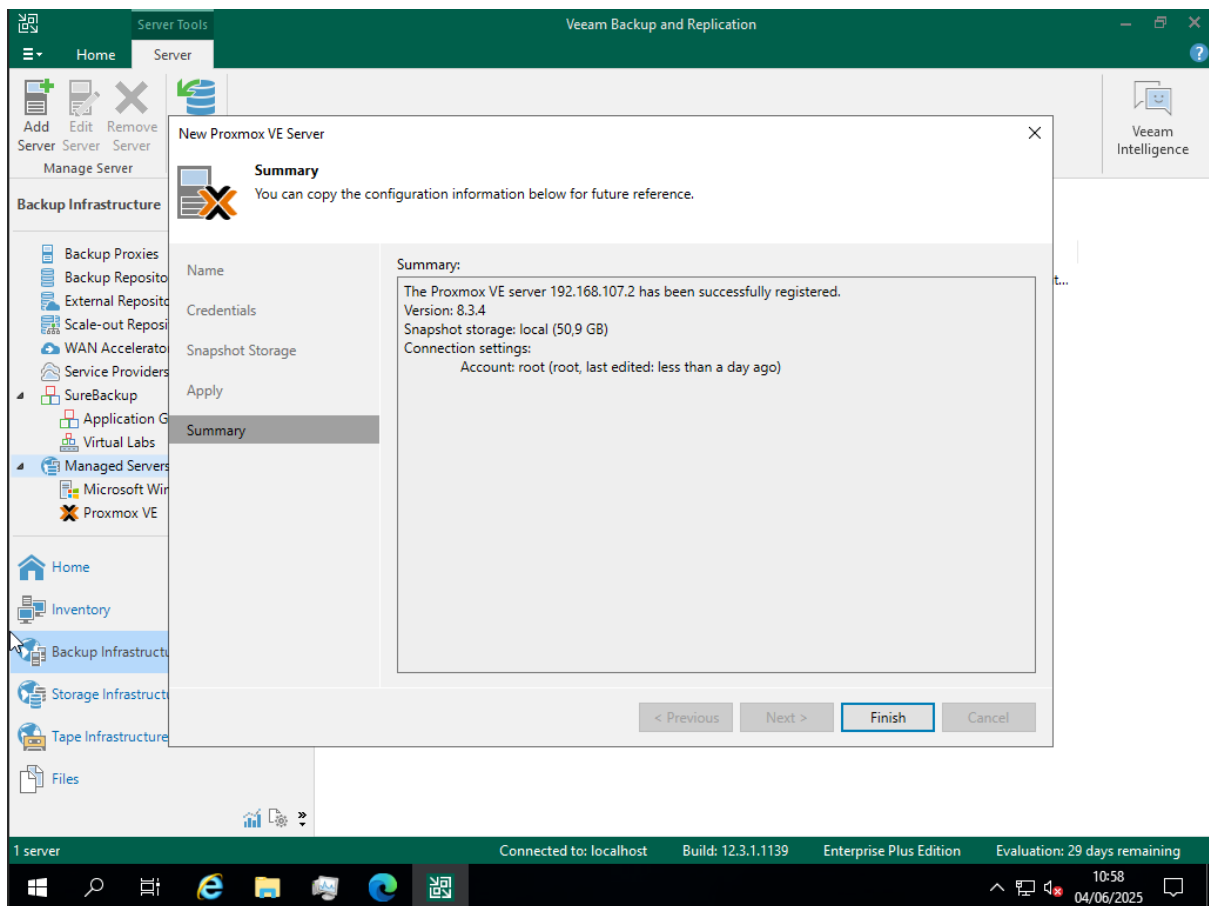 Server Tools
Veeam Backup and Replication
Home
Server
Add Server
Edit Server
Remove Server
Manage Server
Veeam Intelligence
New Proxmox VE Server
Summary
You can copy the configuration information below for future reference.
Backup Infrastructure
Backup Proxies
Backup Reposito
External Reposito
Scale-out Reposi
WAN Accelerato
Service Providers
SureBackup
Application G
Virtual Labs
Managed Servers
Microsoft Win
Proxmox VE
Name
Credentials
Snapshot Storage
Apply
Summary
Summary:
The Proxmox VE server 192.168.107.2 has been successfully registered.
Version: 8.3.4
Snapshot storage: local (50,9 GB)
Connection settings:
Account: root (root, last edited: less than a day ago)
t...
Home
Inventory
Backup Infrastructu
Storage Infrastructu
Tape Infrastructure
Files
< Previous
Next >
Finish
Cancel
1 server
Connected to: localhost
Build: 12.3.1.1139
Enterprise Plus Edition
Evaluation: 29 days remaining
10:58
04/06/2025